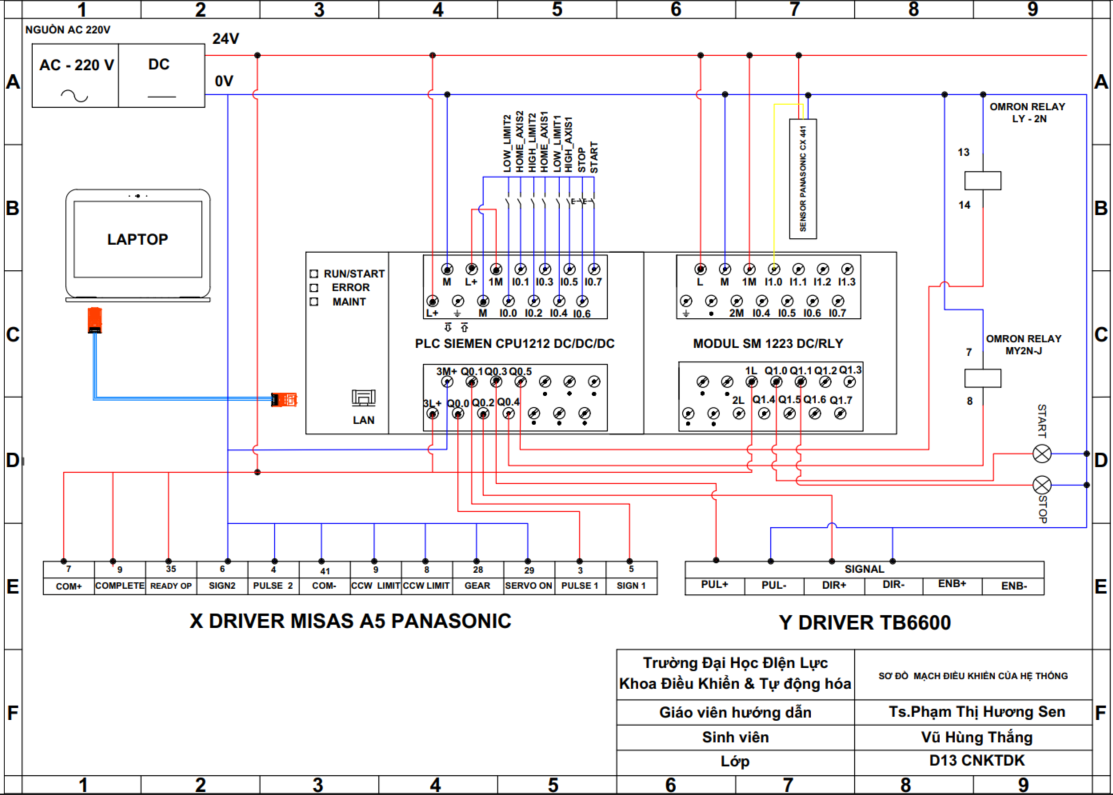 1 2 3 4 5 6 7 8 9
NGUỒN AC 220V
24V
AC - 220 V DC
0V
A A
OMRON RELAY
LY - 2N
LOW_LIMIT2
HOME_AXIS2
HIGH_LIMIT2
HOME_AXIS1
LOW_LIMIT1
HIGH_AXIS1
STOP
START
SENSOR PANASONIC CX 441
13
14
B B
LAPTOP
E E
RUN/START
ERROR
MAINT
M L+ 1M I0.1 I0.3 I0.5 I0.7
L+ M I0.0 I0.2 I0.4 I0.6
L M 1M I1.0 I1.1 I1.2 I1.3
2M I0.4 I0.5 I0.6 I0.7
C C
PLC SIEMEN CPU1212 DC/DC/DC
MODUL SM 1223 DC/RLY
OMRON RELAY
MY2N-J
7
8
3M+ Q0.1 Q0.3 Q0.5
3L+ Q0.0 Q0.2 Q0.4
1L Q1.0 Q1.1 Q1.2 Q1.3
2L Q1.4 Q1.5 Q1.6 Q1.7
LAN
START
STOP
D D
7 9 35 6 4 41 9 8 28 29 3 5
COM+ COMPLETE READY OP SIGN2 PULSE 2 COM- CCW LIMIT CCW LIMIT GEAR SERVO ON PULSE 1 SIGN 1
SIGNAL
PUL+ PUL- DIR+ DIR- ENB+ ENB-
E E
X DRIVER MISAS A5 PANASONIC
Y DRIVER TB6600
Trường Đại Học Điện Lực
Khoa Điều Khiển & Tự động hóa
SƠ ĐỒ MẠCH ĐIỀU KHIỂN CỦA HỆ THỐNG
Giáo viên hướng dẫn Ts.Phạm Thị Hương Sen
Sinh viên Vũ Hùng Thắng
Lớp D13 CNKTDK
F F
1 2 3 4 5 6 7 8 9